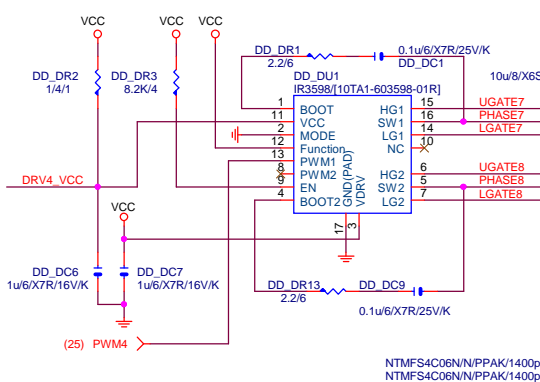 VCC VCC VCC
DD_DR1 0.1u/6/X7R/25V/K
2.2/6 DD_DC1
DD_DR2 DD_DR3 DD_DU1 10u/8/X6S
1/4/1 8.2K/4 IR3598/[10TA1-603598-01R]
1 BOOT HG1 15 UGATE7
11 VCC SW1 16 PHASE7
2 MODE LG1 14 LGATE7
12 Function NC 10
13 PWM1
8 PWM2 HG2 6 UGATE8
DRV4_VCC 9 EN SW2 5 PHASE8
4 BOOT2 LG2 7 LGATE8
GND(PAD) VDRV
17 3
VCC
DD_DC6 DD_DC7 DD_DR13 DD_DC9
1u/6/X7R/16V/K 1u/6/X7R/16V/K 2.2/6
0.1u/6/X7R/25V/K
(25) PWM4
NTMFS4C06N/N/PPAK/1400p
NTMFS4C06N/N/PPAK/1400p